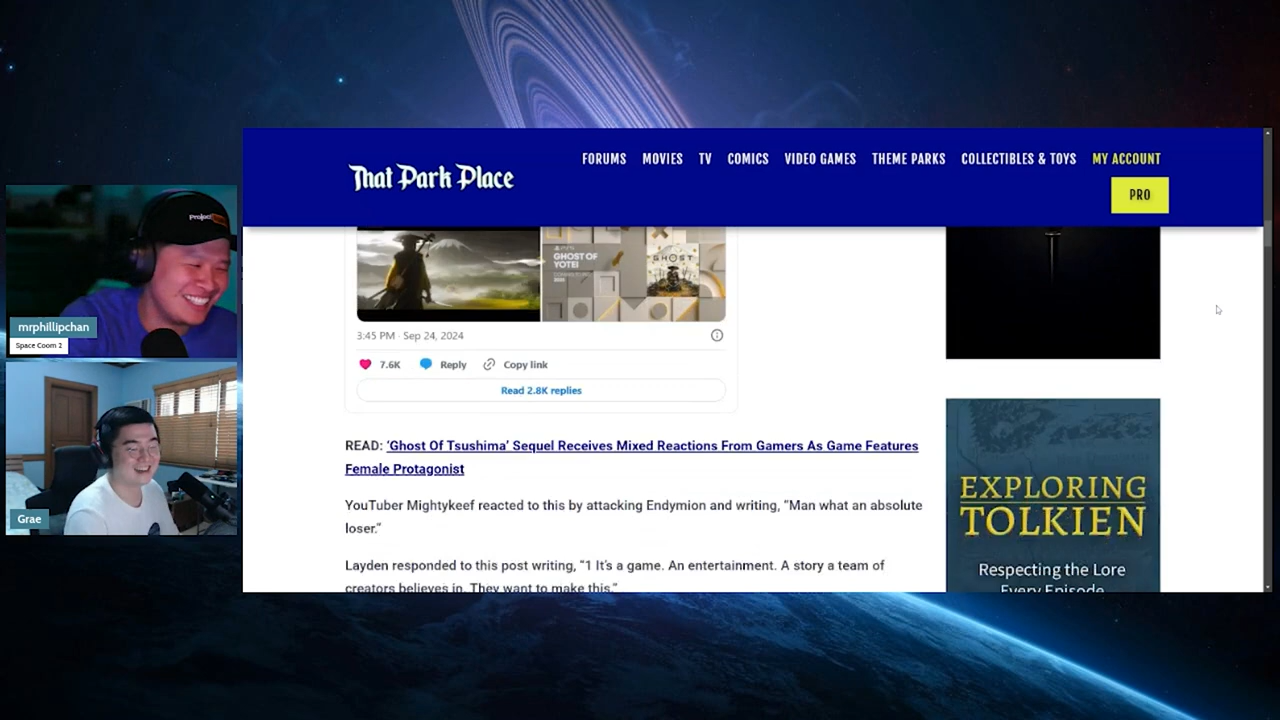 That Park Place
FORUMS MOVIES TV COMICS VIDEO GAMES THEME PARKS COLLECTIBLES & TOYS MY ACCOUNT
PRO
GHOST OF
YOTEI
GHOST
3:45 PM · Sep 24, 2024
7.6K Reply Copy link
Read 2.8K replies
READ: ‘Ghost Of Tsushima’ Sequel Receives Mixed Reactions From Gamers As Game Features
Female Protagonist
YouTuber Mightykeef reacted to this by attacking Endymion and writing, “Man what an absolute
loser.”
Layden responded to this post writing, “1 It’s a game. An entertainment. A story a team of
creators believes in. They want to make this.”
EXPLORING
TOLKIEN
Respecting the Lore
Every Episode
Project
mrphillipchan
Space Coom 2
Grae